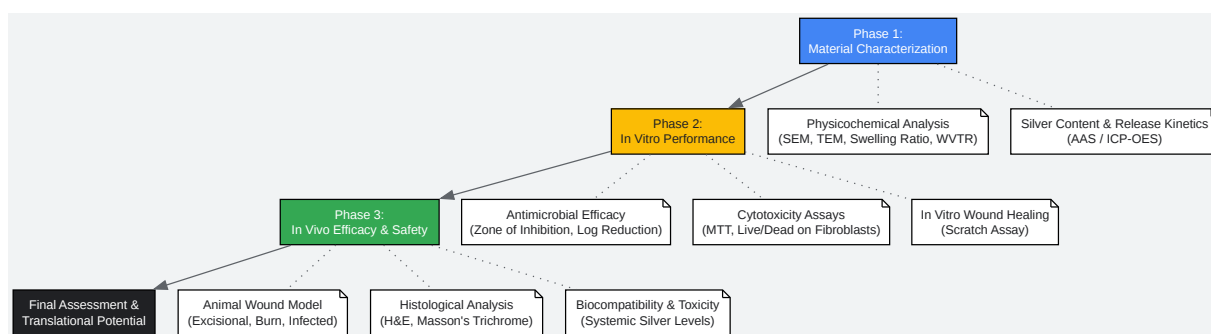 Phase 1:
Material Characterization
Phase 2:
In Vitro Performance
Physicochemical Analysis
(SEM, TEM, Swelling Ratio, WVTR)
Silver Content & Release Kinetics
(AAS / ICP-OES)
Phase 3:
In Vivo Efficacy & Safety
Antimicrobial Efficacy
(Zone of Inhibition, Log Reduction)
Cytotoxicity Assays
(MTT, Live/Dead on Fibroblasts)
In Vitro Wound Healing
(Scratch Assay)
Final Assessment &
Translational Potential
Animal Wound Model
(Excisional, Burn, Infected)
Histological Analysis
(H&E, Masson's Trichrome)
Biocompatibility & Toxicity
(Systemic Silver Levels)